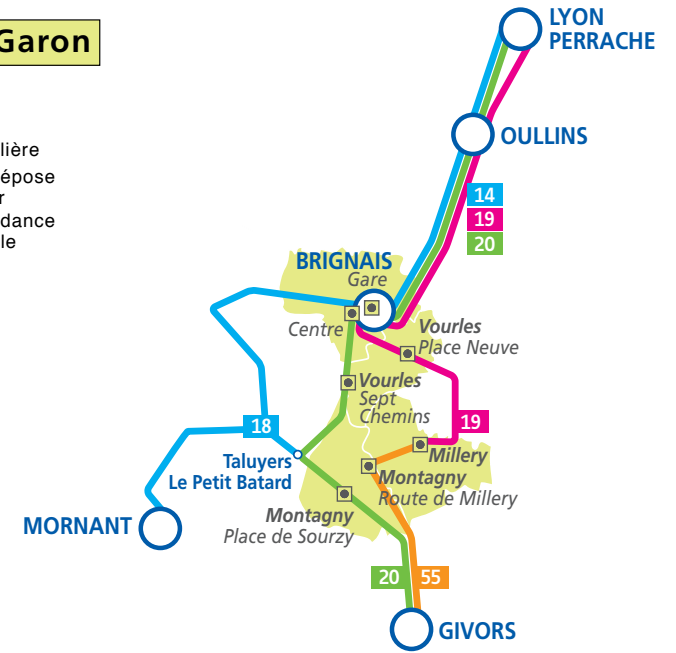 Garon
LYON
PERRACHE
OULLINS
lière
épose
r
dance
le
14
19
20
BRIGNAIS
Gare
Centre
Vourles
Place Neuve
Vourles
Sept
Chemins
18
19
Taluyers
Le Petit Batard
Millery
Montagny
Route de Millery
Montagny
Place de Sourzy
MORNANT
20
55
GIVORS